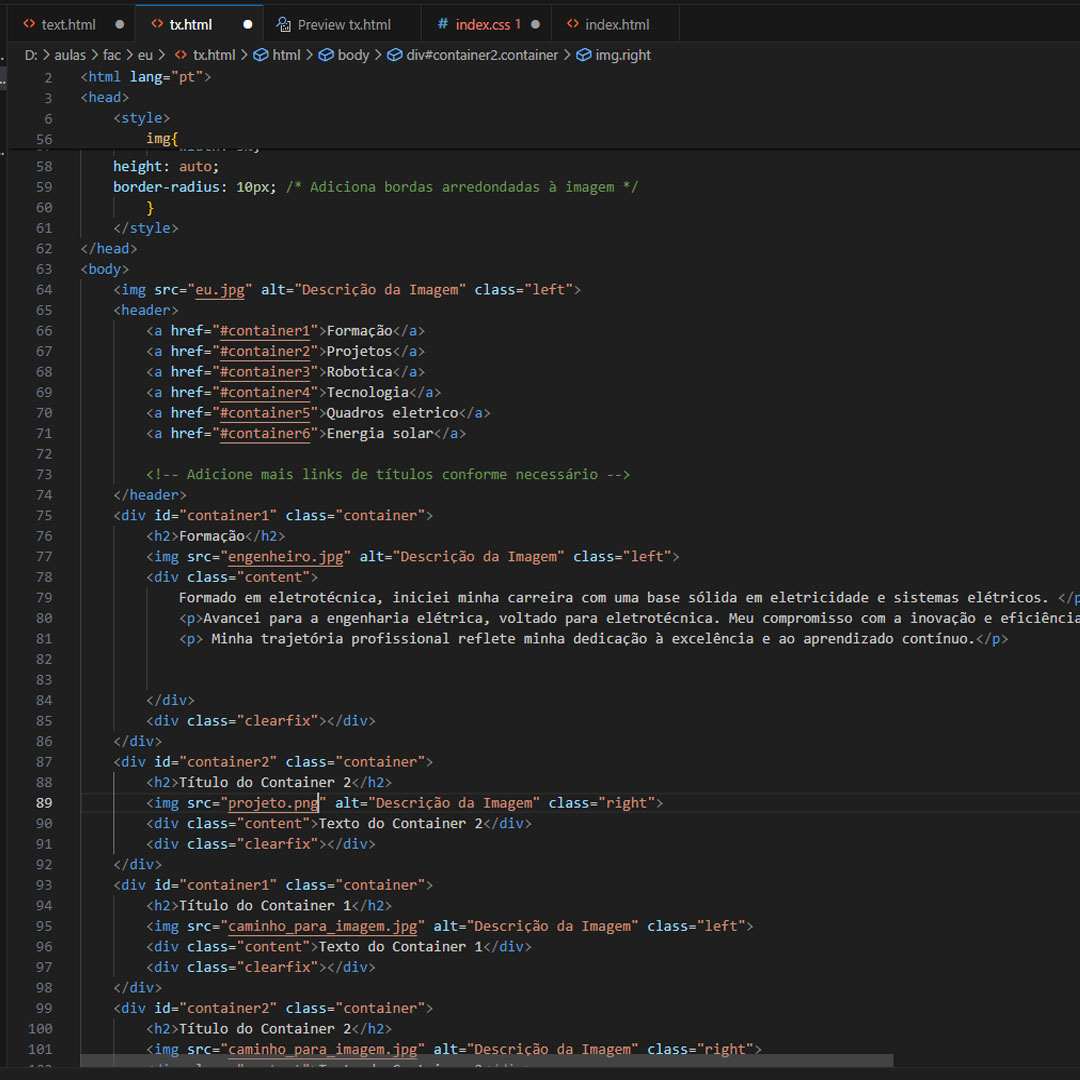 text.html
tx.html
Preview tx.html
# index.css 1
index.html
D: > aulas > fac > eu > tx.html > html > body > div#container2.container > img.right
2 <html lang="pt">
3 <head>
6 <style>
56 img{
58 height: auto;
59 border-radius: 10px; /* Adiciona bordas arredondadas à imagem */
60 }
61 </style>
62 </head>
63 <body>
64 <img src="eu.jpg" alt="Descrição da Imagem" class="left">
65 <header>
66 <a href="#container1">Formação</a>
67 <a href="#container2">Projetos</a>
68 <a href="#container3">Robotica</a>
69 <a href="#container4">Tecnologia</a>
70 <a href="#container5">Quadros eletrico</a>
71 <a href="#container6">Energia solar</a>
72
73 <!-- Adicione mais links de títulos conforme necessário -->
74 </header>
75 <div id="container1" class="container">
76 <h2>Formação</h2>
77 <img src="engenheiro.jpg" alt="Descrição da Imagem" class="left">
78 <div class="content">
79 Formado em eletrotécnica, iniciei minha carreira com uma base sólida em eletricidade e sistemas elétricos. </p
80 <p>Avancei para a engenharia elétrica, voltado para eletrotécnica. Meu compromisso com a inovação e eficiência
81 <p> Minha trajetória profissional reflete minha dedicação à excelência e ao aprendizado contínuo.</p>
82
83
84 </div>
85 <div class="clearfix"></div>
86 </div>
87 <div id="container2" class="container">
88 <h2>Título do Container 2</h2>
89 <img src="projeto.png" alt="Descrição da Imagem" class="right">
90 <div class="content">Texto do Container 2</div>
91 <div class="clearfix"></div>
92 </div>
93 <div id="container1" class="container">
94 <h2>Título do Container 1</h2>
95 <img src="caminho_para_imagem.jpg" alt="Descrição da Imagem" class="left">
96 <div class="content">Texto do Container 1</div>
97 <div class="clearfix"></div>
98 </div>
99 <div id="container2" class="container">
100 <h2>Título do Container 2</h2>
101 <img src="caminho_para_imagem.jpg" alt="Descrição da Imagem" class="right">